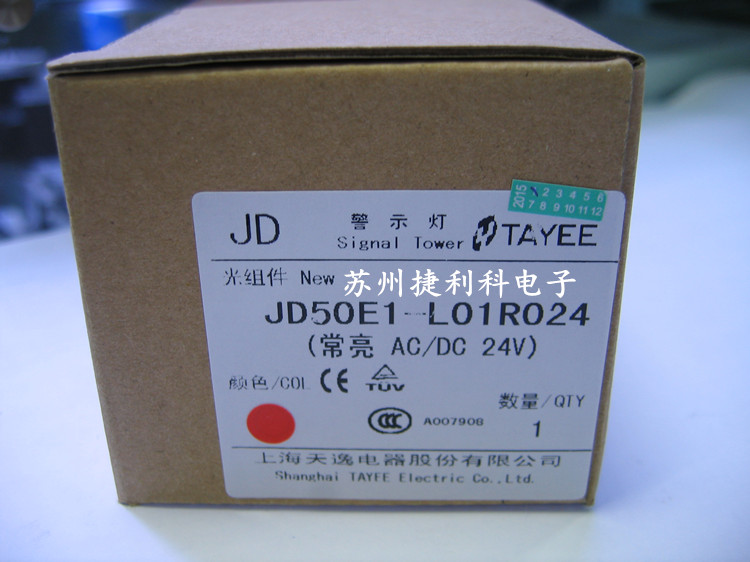 2015 1 2 3 4 5 6
7 8 9 10 11 12
JD 警示灯 TAYEE
Signal Tower
光组件 New 苏州捷利科电子
JD50E1-L01R024
(常亮 AC/DC 24V)
颜色/COL CE TUV
数量/QTY
CCC A007908 1
上海天逸电器股份有限公司
Shanghai TAYEE Electric Co.,Ltd.